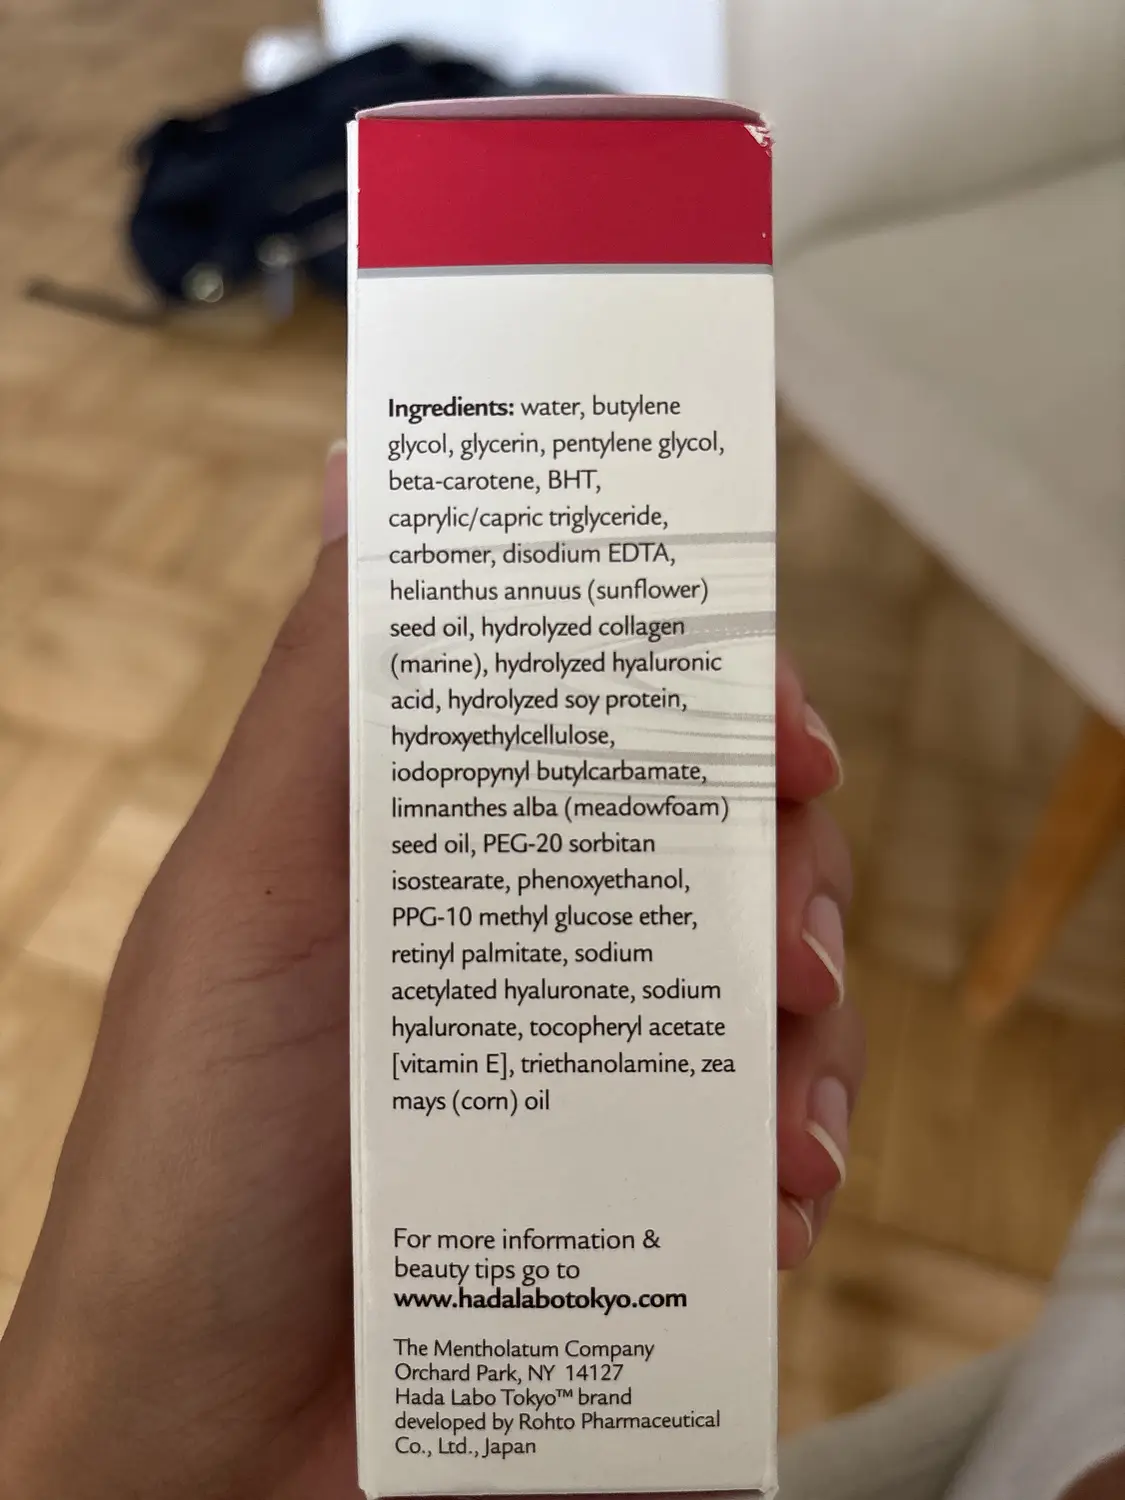 Ingredients: water, butylene
glycol, glycerin, pentylene glycol,
beta-carotene, BHT,
caprylic/capric triglyceride,
carbomer, disodium EDTA,
helianthus annuus (sunflower)
seed oil, hydrolyzed collagen
(marine), hydrolyzed hyaluronic
acid, hydrolyzed soy protein,
hydroxyethylcellulose,
iodopropynyl butylcarbamate,
limnanthes alba (meadowfoam)
seed oil, PEG-20 sorbitan
isostearate, phenoxyethanol,
PPG-10 methyl glucose ether,
retinyl palmitate, sodium
acetylated hyaluronate, sodium
hyaluronate, tocopheryl acetate
[vitamin E], triethanolamine, zea
mays (corn) oil
For more information &
beauty tips go to
www.hadalabotokyo.com
The Mentholatum Company
Orchard Park, NY 14127
Hada Labo Tokyo™ brand
developed by Rohto Pharmaceutical
Co., Ltd., Japan